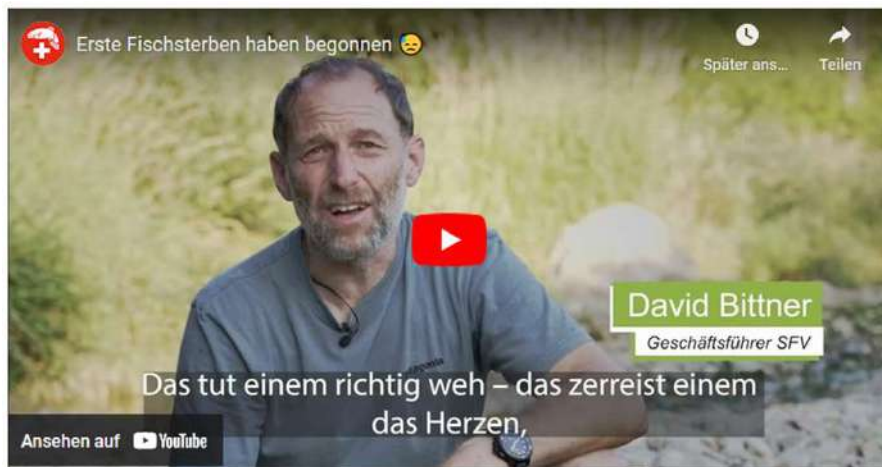 Erste Fischsterben haben begonnen 😓
Später ans...
Teilen
David Bittner
Geschäftsführer SFV
Das tut einem richtig weh – das zerreist einem
das Herzen,
Ansehen auf YouTube